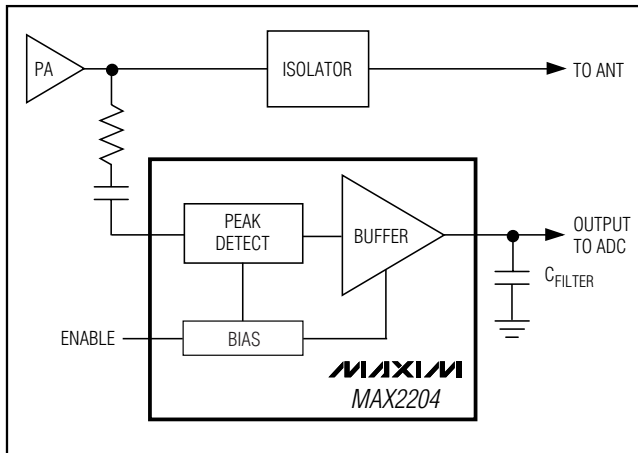 PA
ISOLATOR
TO ANT
PEAK
DETECT
BUFFER
OUTPUT
TO ADC
CFILTER
ENABLE
BIAS
MAXIM
MAX2204